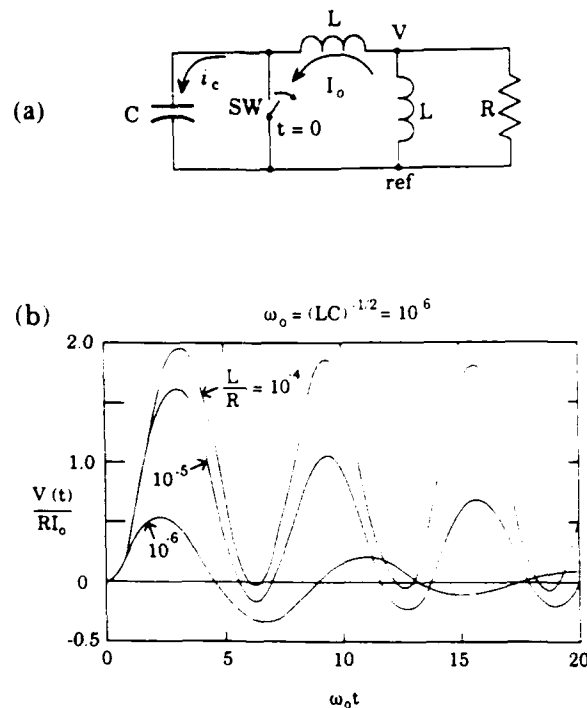 (a)
L
V
i_c
SW
I_o
C
t = 0
L
R
ref
(b)
ω_o = (LC)^-1/2 = 10^6
2.0
L/R = 10^-4
1.0
10^-5
V (t)/RI_o
10^-6
0
-0.5
0 5 10 15 20
ω_o t